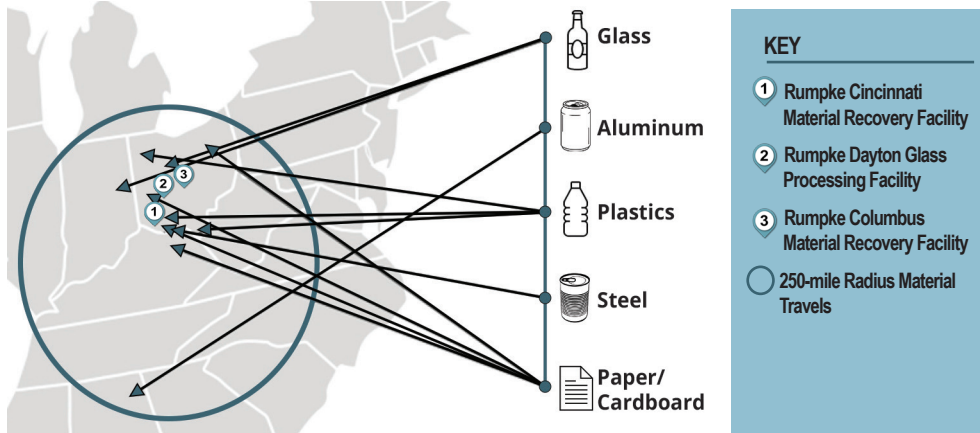 Glass
Aluminum
Plastics
Steel
Paper/
Cardboard
1
2
3
KEY
1 Rumpke Cincinnati
Material Recovery Facility
2 Rumpke Dayton Glass
Processing Facility
3 Rumpke Columbus
Material Recovery Facility
250-mile Radius Material
Travels